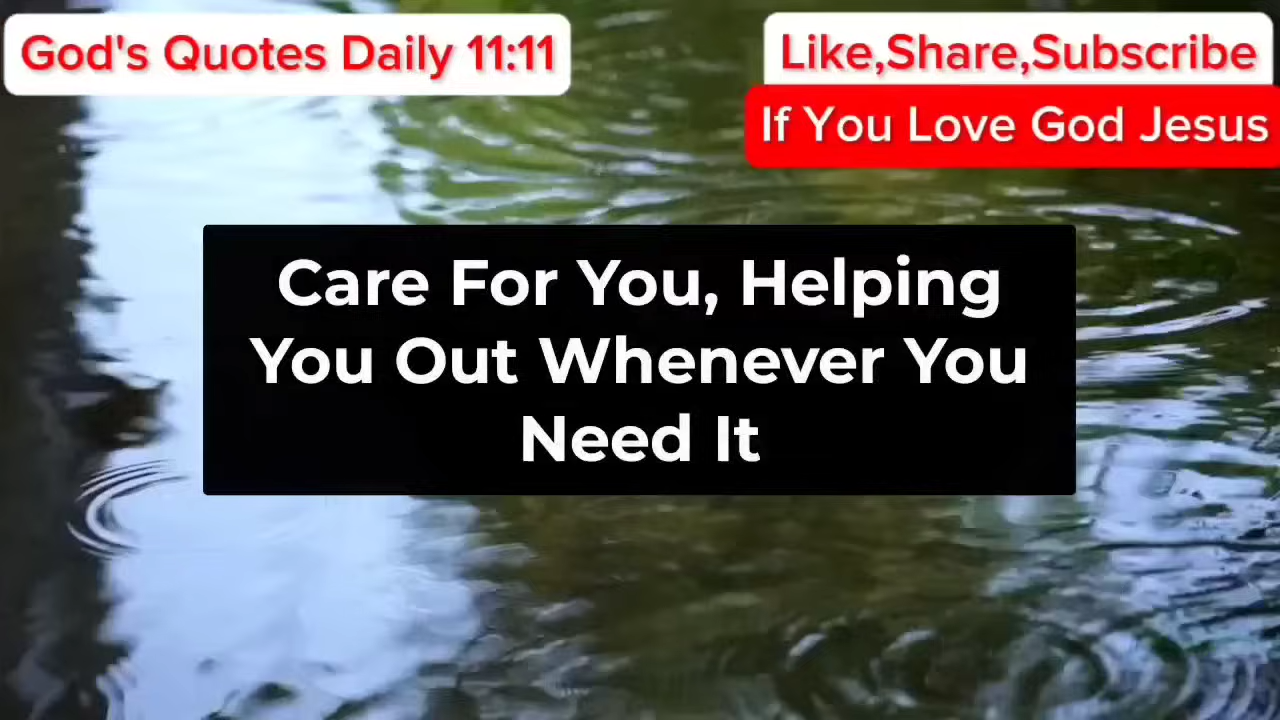 God's Quotes Daily 11:11
Like,Share,Subscribe
If You Love God Jesus
Care For You, Helping
You Out Whenever You
Need It